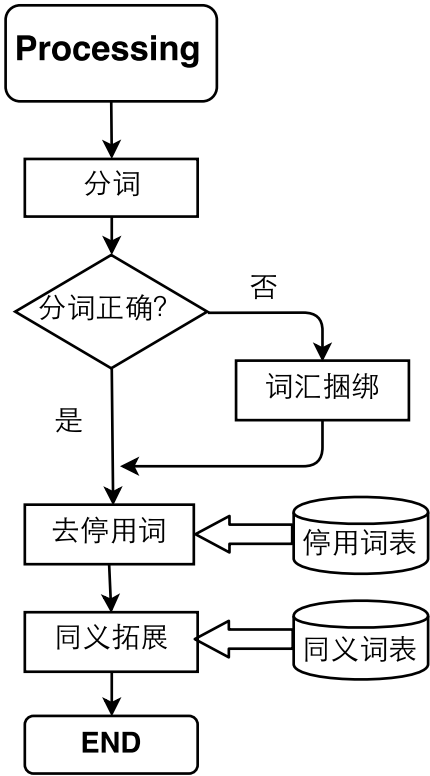 Processing
分词
分词正确?
否
词汇捆绑
是
去停用词
停用词表
同义拓展
同义词表
END